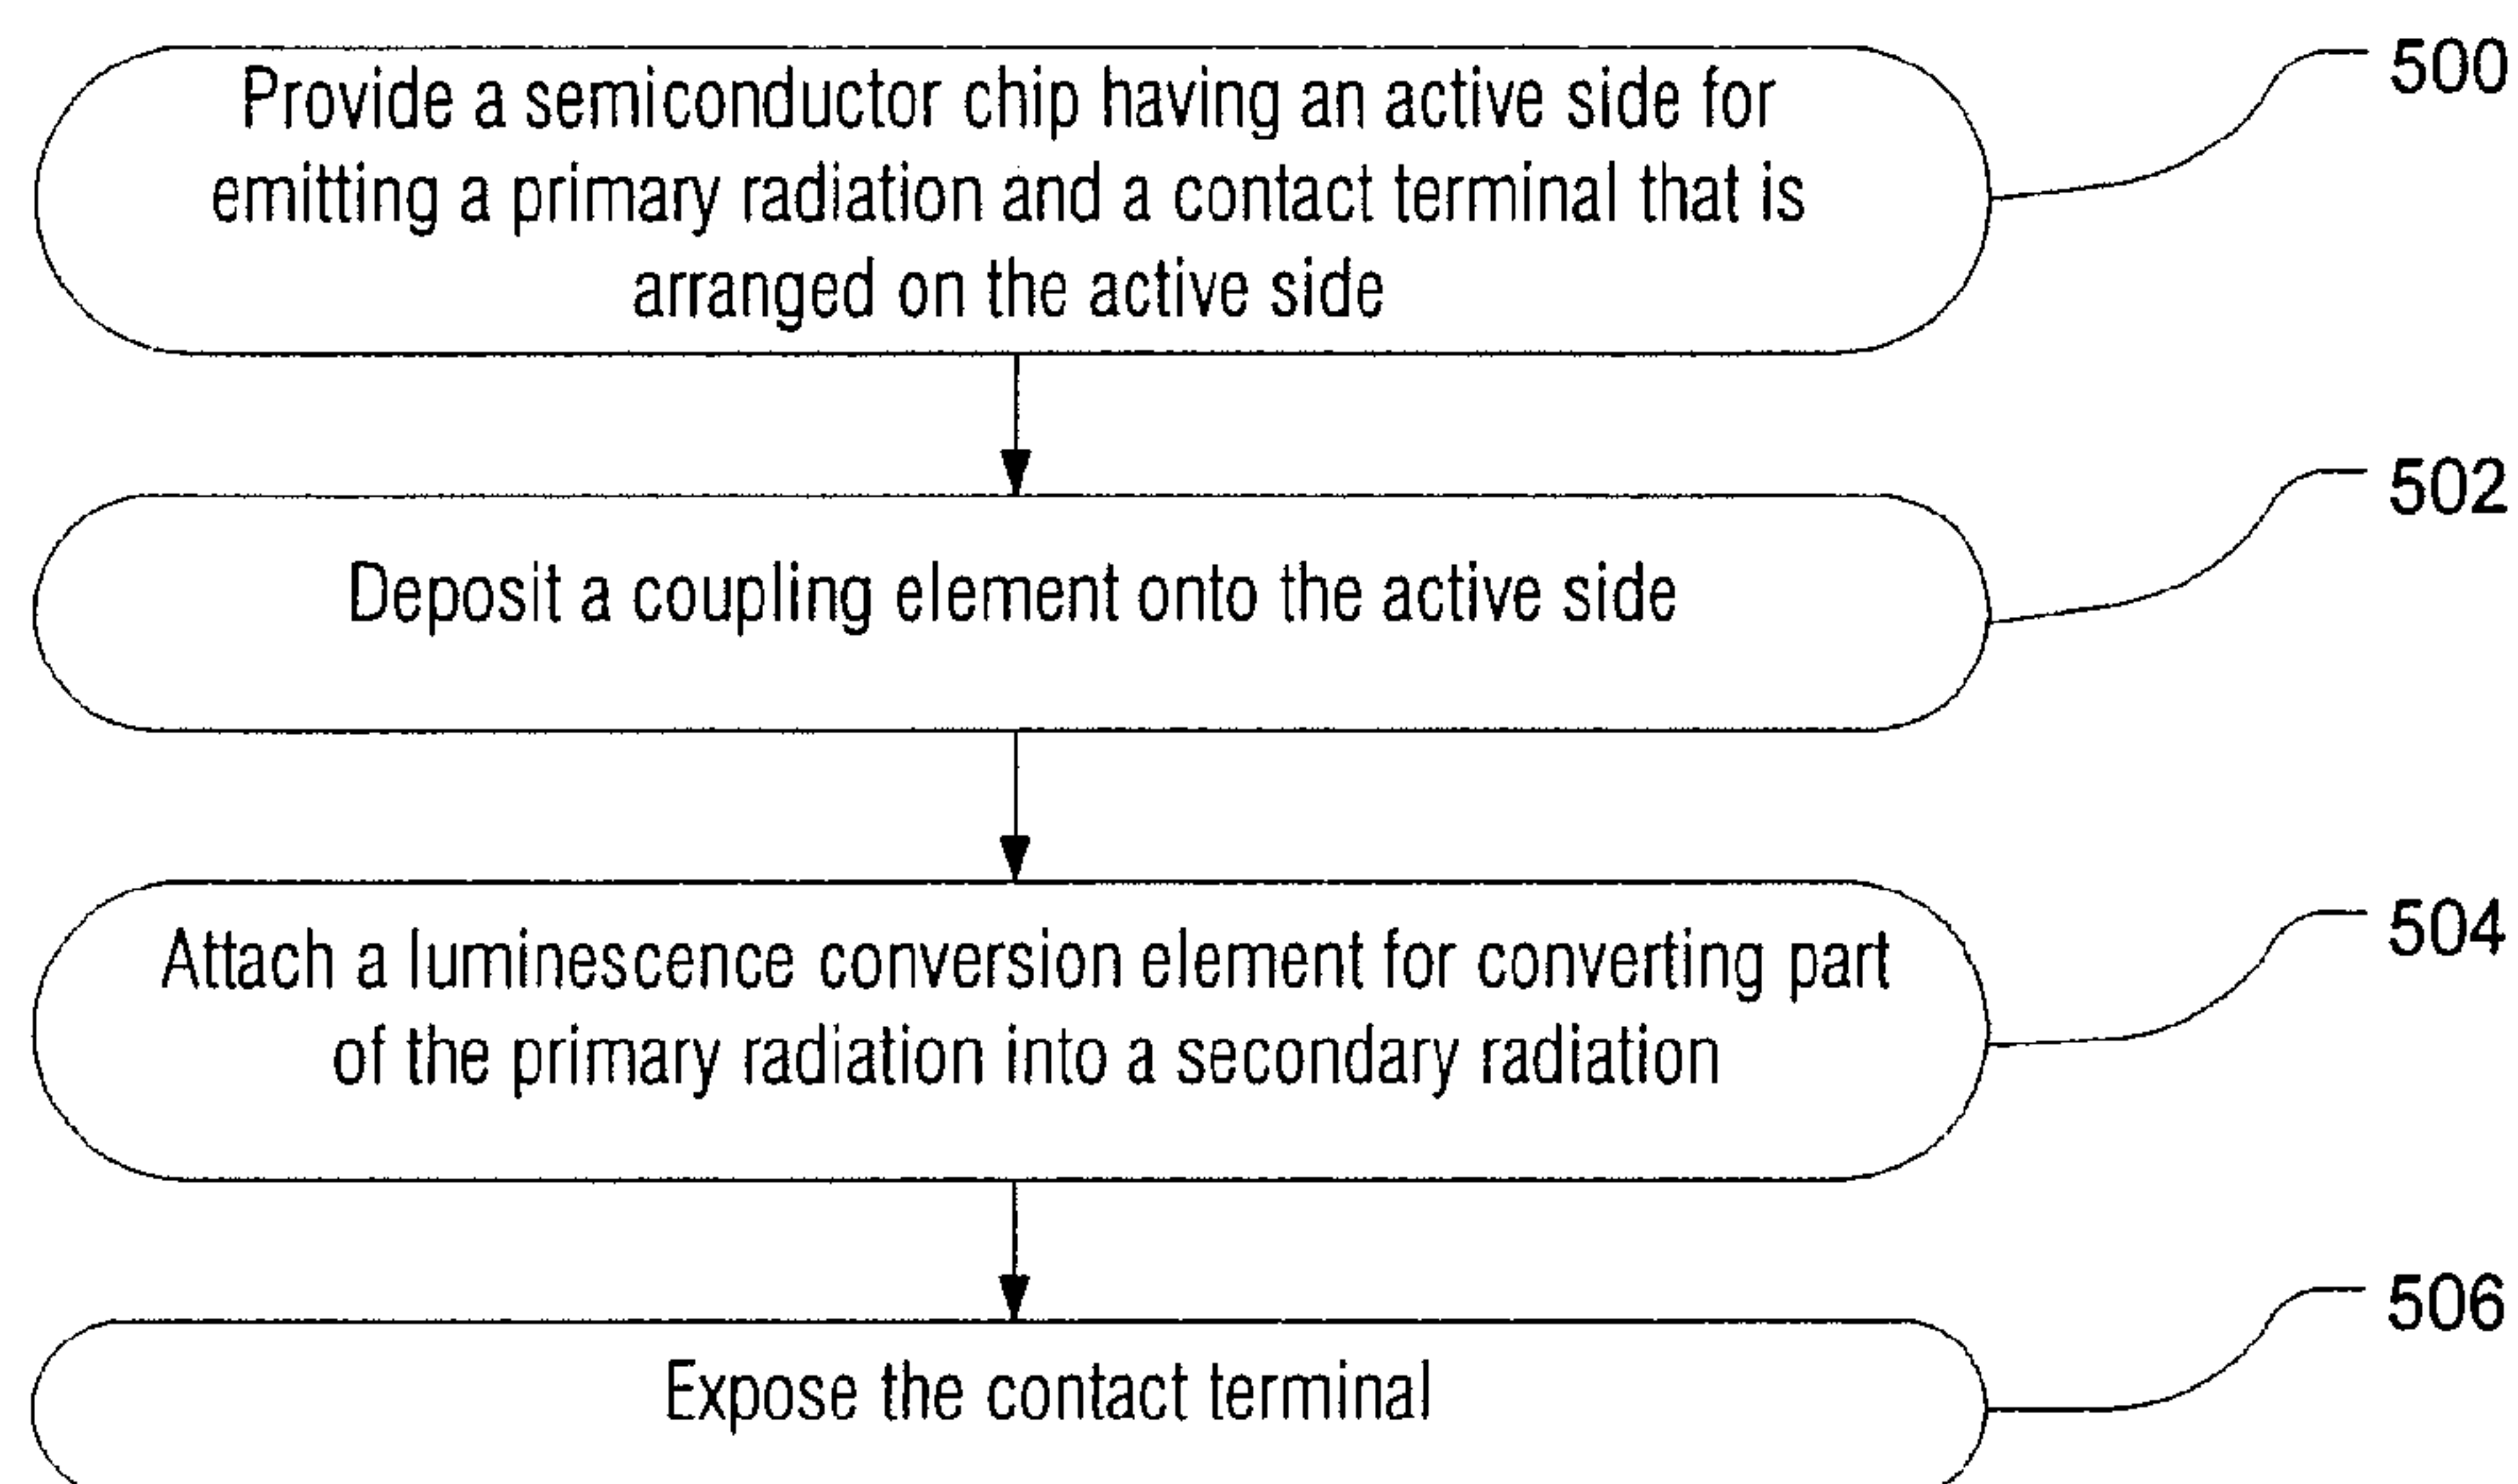 Provide a semiconductor chip having an active side for
emitting a primary radiation and a contact terminal that is
arranged on the active side
500
Deposit a coupling element onto the active side
502
Attach a luminescence conversion element for converting part
of the primary radiation into a secondary radiation
504
Expose the contact terminal
506